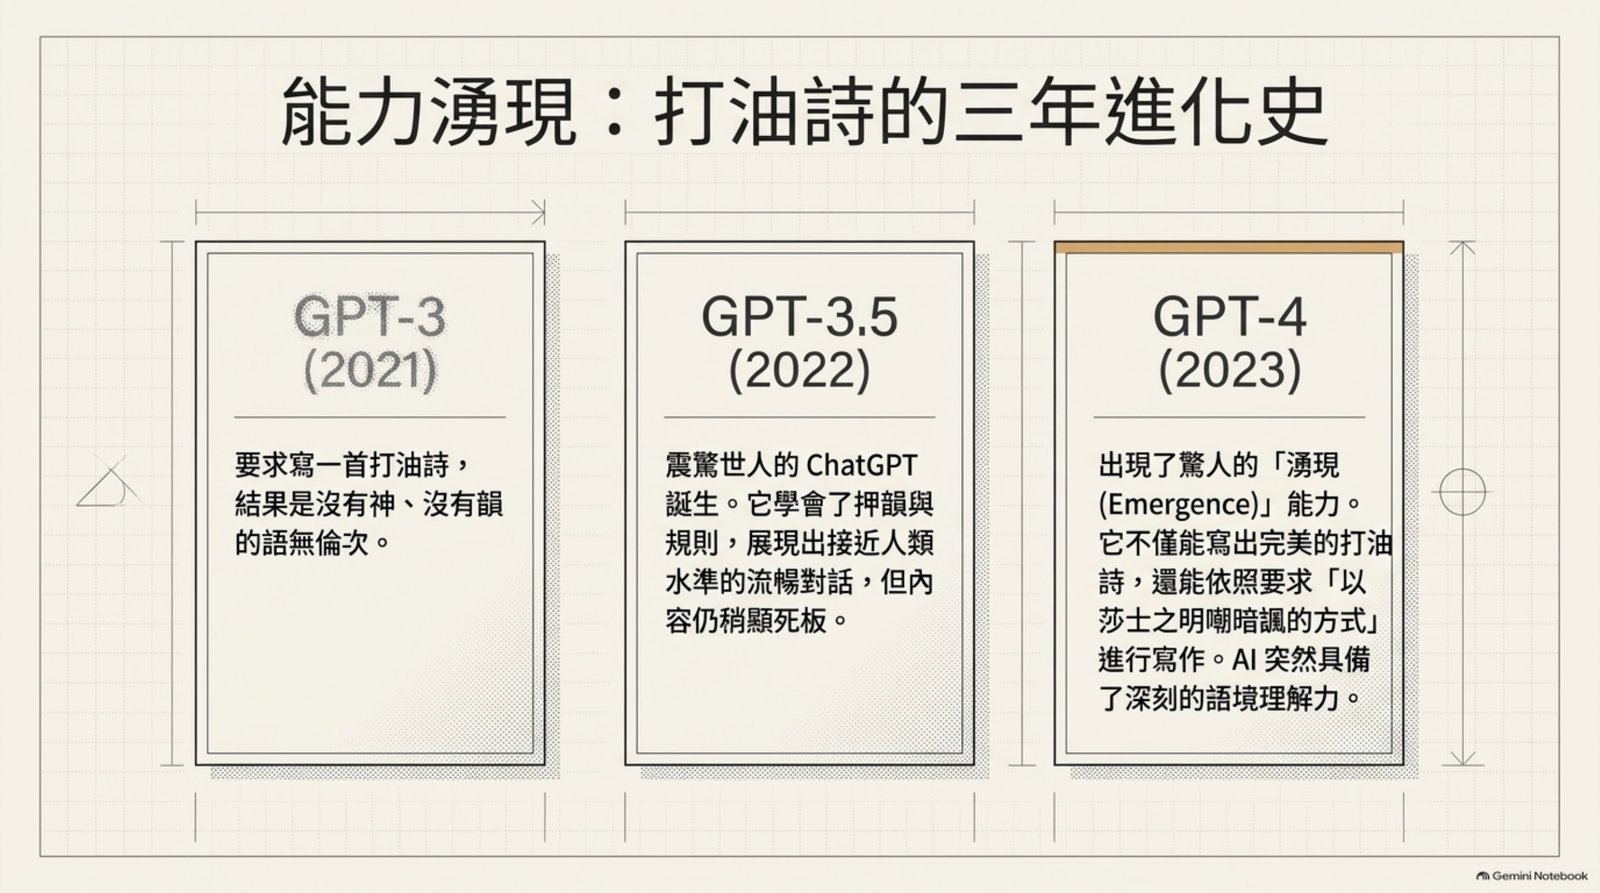 能力湧現：打油詩的三年進化史
GPT-3
(2021)
要求寫一首打油詩，
結果是沒有神、沒有韻
的語無倫次。
GPT-3.5
(2022)
震驚世人的 ChatGPT
誕生。它學會了押韻與
規則，展現出接近人類
水準的流暢對話，但內
容仍稍顯死板。
GPT-4
(2023)
出現了驚人的「湧現
(Emergence)」能力。
它不僅能寫出完美的打油
詩，還能依照要求「以
莎士之明嘲暗諷的方式」
進行寫作。AI 突然具備
了深刻的語境理解力。
Gemini Notebook